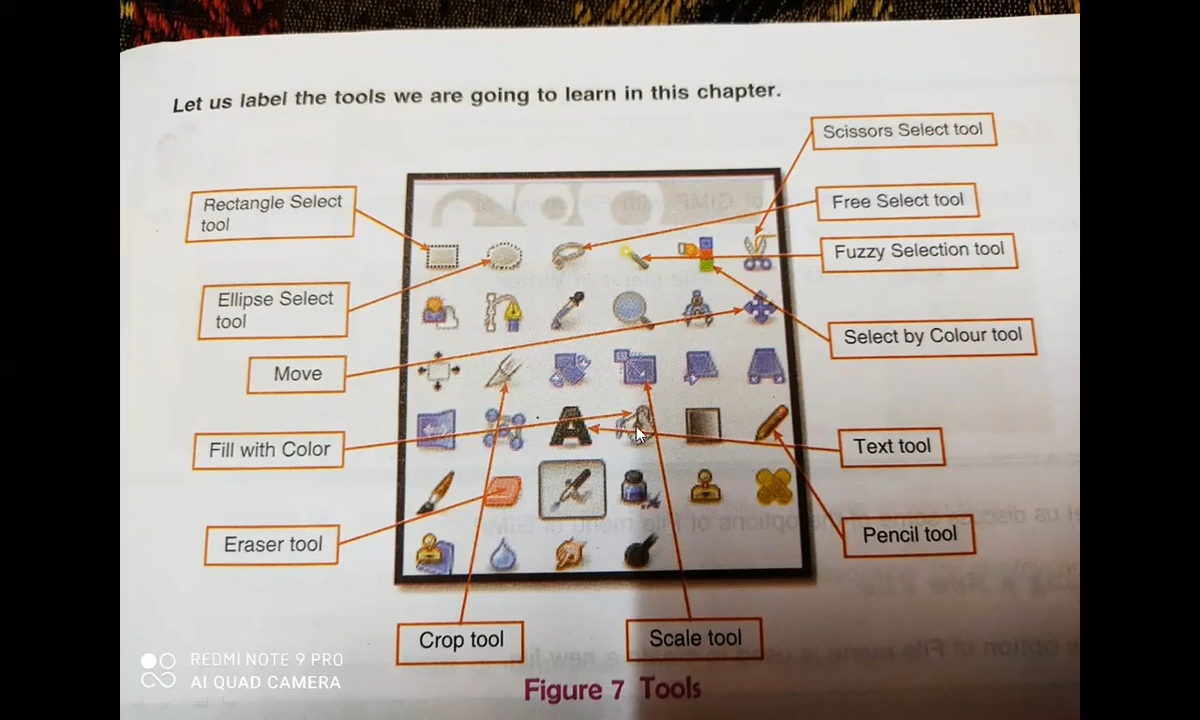 Let us label the tools we are going to learn in this chapter.
Scissors Select tool
Rectangle Select
tool
Free Select tool
Fuzzy Selection tool
Ellipse Select
tool
Select by Colour tool
Move
Fill with Color
Text tool
Eraser tool
Pencil tool
Crop tool
Scale tool
REDMI NOTE 9 PRO
AI QUAD CAMERA
Figure 7 Tools